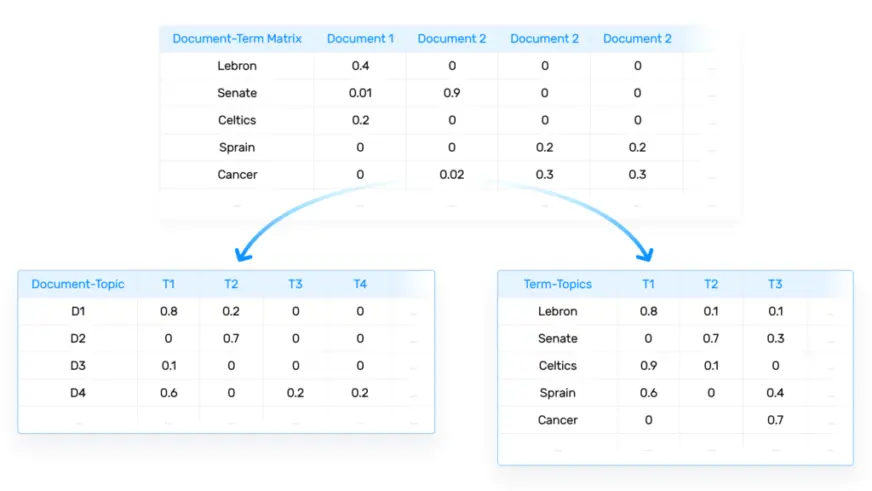 Document-Term Matrix Document 1 Document 2 Document 2 Document 2
Lebron 0.4 0 0 0 ...
Senate 0.01 0.9 0 0 ...
Celtics 0.2 0 0 0 ...
Sprain 0 0 0.2 0.2 ...
Cancer 0 0.02 0.3 0.3 ...
... ... ... ... ... ...
Document-Topic T1 T2 T3 T4
D1 0.8 0.2 0 0 ...
D2 0 0.7 0 0 ...
D3 0.1 0 0 0 ...
D4 0.6 0 0.2 0.2 ...
... ... ... ... ... ...
Term-Topics T1 T2 T3
Lebron 0.8 0.1 0.1 ...
Senate 0 0.7 0.3 ...
Celtics 0.9 0.1 0 ...
Sprain 0.6 0 0.4 ...
Cancer 0 0.7 ...
... ... ... ... ...